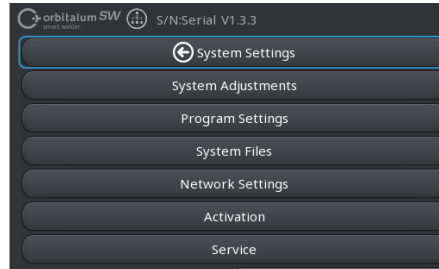 orbitalum SW S/N:Serial V1.3.3
smart welder
System Settings
System Adjustments
Program Settings
System Files
Network Settings
Activation
Service